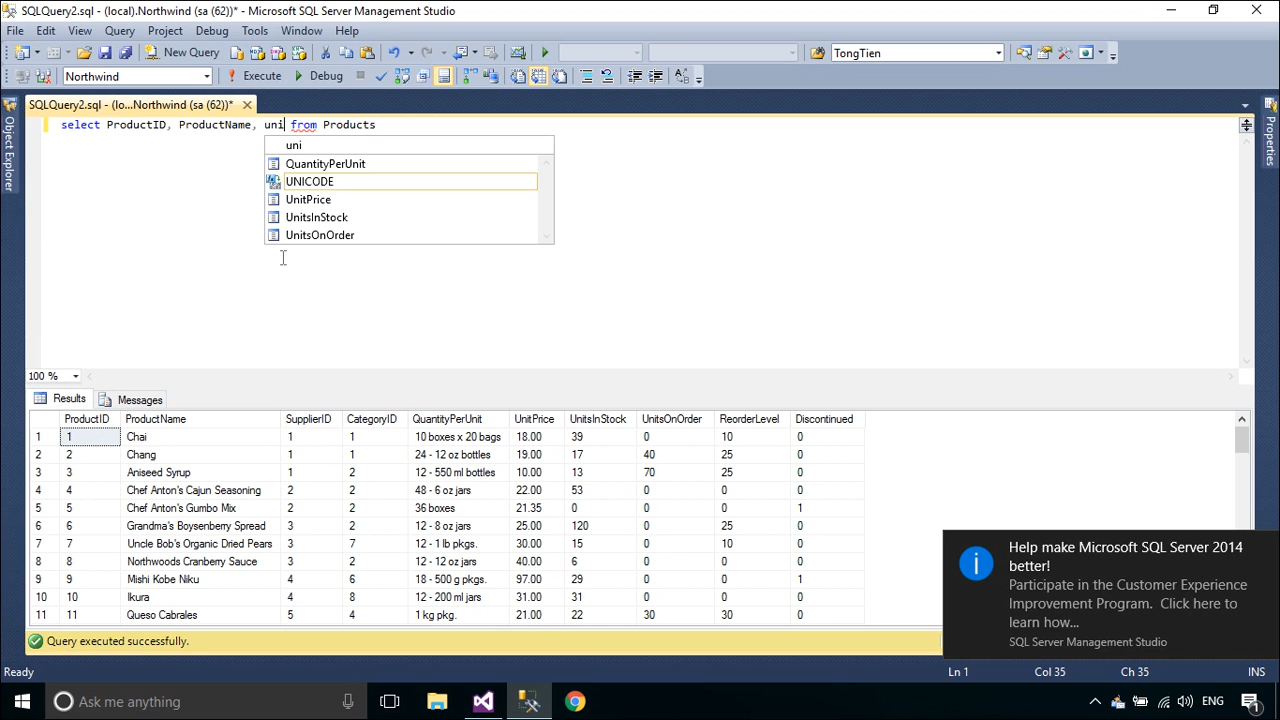 SQLQuery2.sql - (local).Northwind (sa (62))* - Microsoft SQL Server Management Studio
File Edit View Query Project Debug Tools Window Help
New Query TongTien
Northwind Execute Debug
SQLQuery2.sql - (lo...Northwind (sa (62))*
Object Explorer
Properties
select ProductID, ProductName, uni from Products
uni
QuantityPerUnit
UNICODE
UnitPrice
UnitsInStock
UnitsOnOrder
100 %
Results Messages
ProductID ProductName SupplierID CategoryID QuantityPerUnit UnitPrice UnitsInStock UnitsOnOrder ReorderLevel Discontinued
1 1 Chai 1 1 10 boxes x 20 bags 18.00 39 0 10 0
2 2 Chang 1 1 24 - 12 oz bottles 19.00 17 40 25 0
3 3 Aniseed Syrup 1 2 12 - 550 ml bottles 10.00 13 70 25 0
4 4 Chef Anton's Cajun Seasoning 2 2 48 - 6 oz jars 22.00 53 0 0 0
5 5 Chef Anton's Gumbo Mix 2 2 36 boxes 21.35 0 0 0 1
6 6 Grandma's Boysenberry Spread 3 2 12 - 8 oz jars 25.00 120 0 25 0
7 7 Uncle Bob's Organic Dried Pears 3 7 12 - 1 lb pkgs. 30.00 15 0 10 0
8 8 Northwoods Cranberry Sauce 3 2 12 - 12 oz jars 40.00 6 0 0 0
9 9 Mishi Kobe Niku 4 6 18 - 500 g pkgs. 97.00 29 0 0 1
10 10 Ikura 4 8 12 - 200 ml jars 31.00 31 0 0 0
11 11 Queso Cabrales 5 4 1 kg pkg. 21.00 22 30 30 0
Help make Microsoft SQL Server 2014
better!
Participate in the Customer Experience
Improvement Program. Click here to
learn how...
SQL Server Management Studio
Query executed successfully.
Ready Ln 1 Col 35 Ch 35 INS
Ask me anything ENG 1